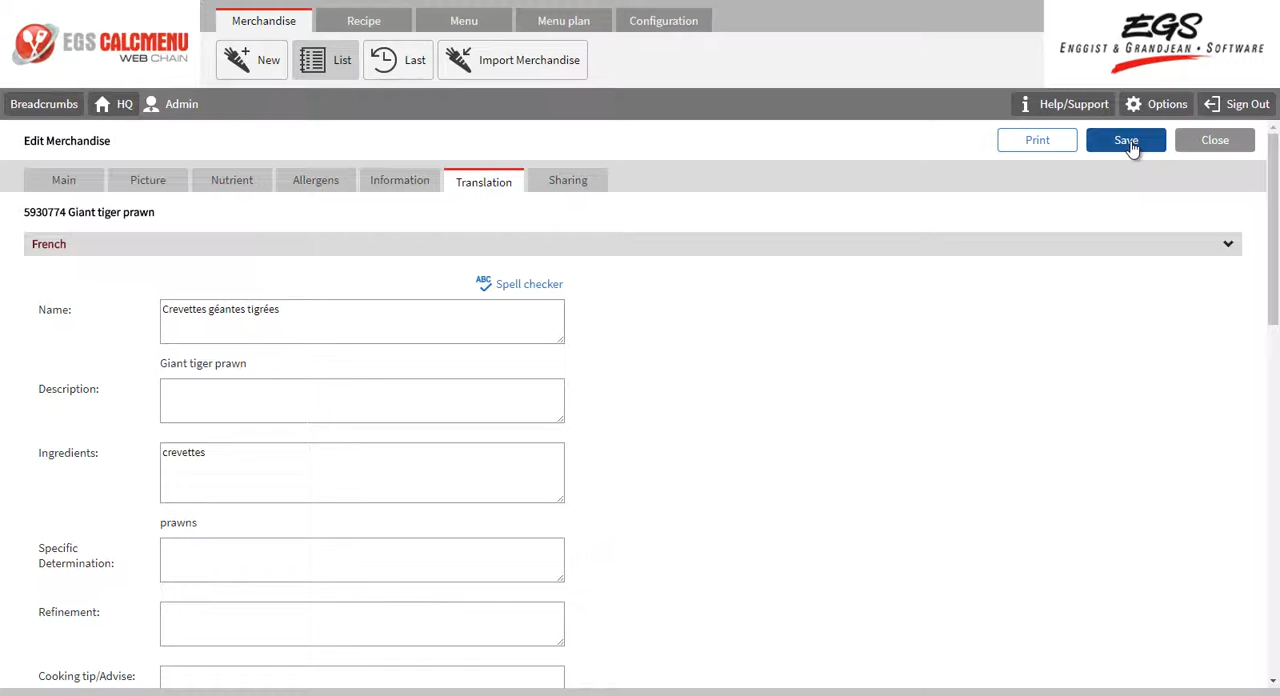 EGS CALCMENU
WEB CHAIN
Merchandise
Recipe
Menu
Menu plan
Configuration
New
List
Last
Import Merchandise
EGS
ENGGIST & GRANDJEAN • SOFTWARE
Breadcrumbs
HQ
Admin
Help/Support
Options
Sign Out
Edit Merchandise
Print
Save
Close
Main
Picture
Nutrient
Allergens
Information
Translation
Sharing
5930774 Giant tiger prawn
French
ABC
Spell checker
Name:
Crevettes géantes tigrées
Giant tiger prawn
Description:
Ingredients:
crevettes
prawns
Specific
Determination:
Refinement:
Cooking tip/Advise: